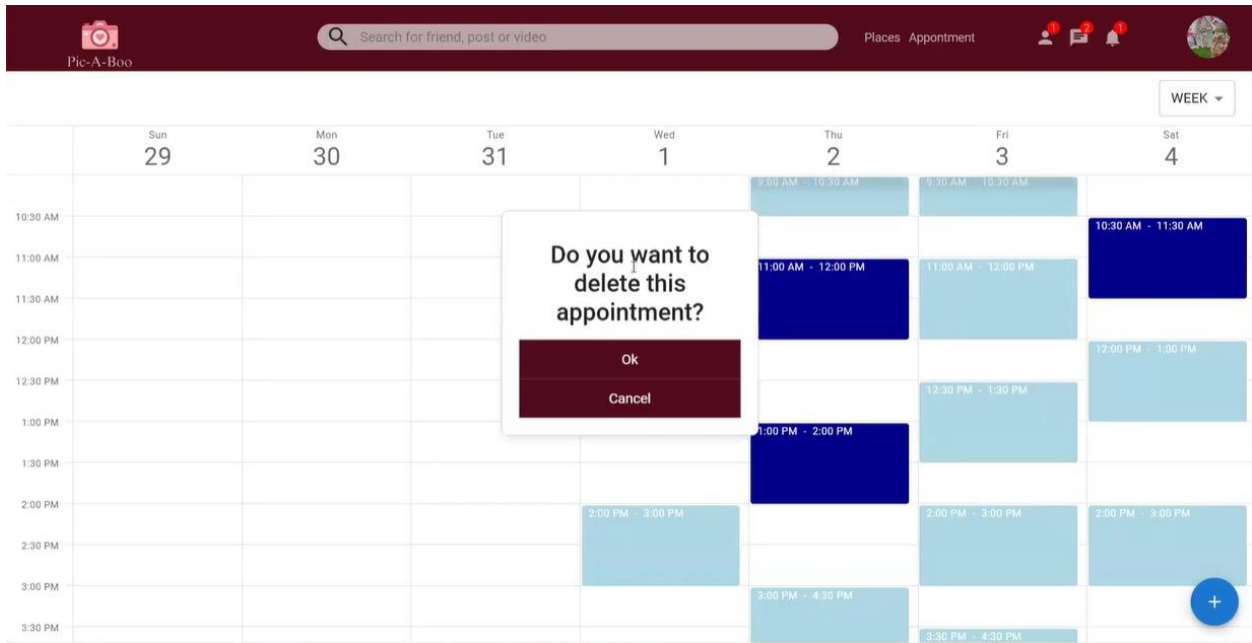 Pic-A-Boo
Search for friend, post or video
Places Appontment
1
2
1
WEEK
Sun Mon Tue Wed Thu Fri Sat
29 30 31 1 2 3 4
9:00 AM - 10:30 AM
9:30 AM - 10:30 AM
10:30 AM
10:30 AM - 11:30 AM
11:00 AM
11:00 AM - 12:00 PM
11:00 AM - 12:00 PM
11:30 AM
Do you want to
delete this
appointment?
Ok
Cancel
12:00 PM
12:00 PM - 1:00 PM
12:30 PM
12:30 PM - 1:30 PM
1:00 PM
1:00 PM - 2:00 PM
1:30 PM
2:00 PM
2:00 PM - 3:00 PM
2:00 PM - 3:00 PM
2:00 PM - 3:00 PM
2:30 PM
3:00 PM
3:00 PM - 4:30 PM
3:30 PM
3:30 PM - 4:30 PM
+